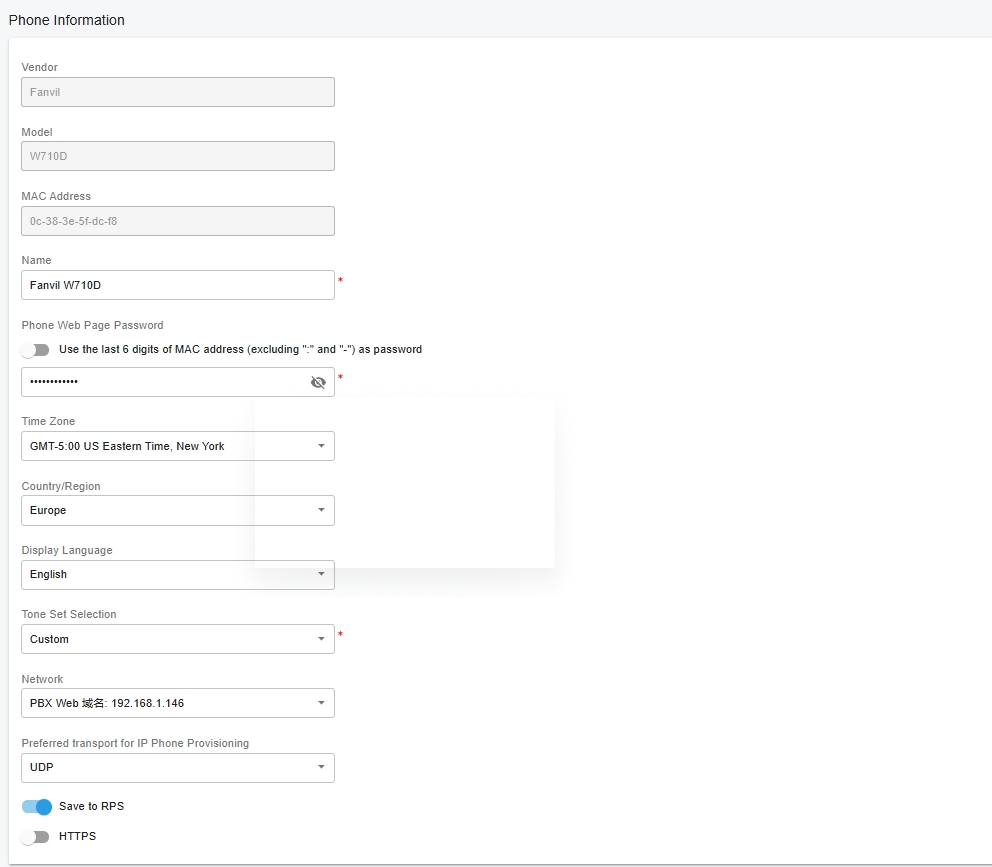 Phone Information
Vendor
Fanvil
Model
W710D
MAC Address
0c-38-3e-5f-dc-f8
Name
Fanvil W710D
*
Phone Web Page Password
Use the last 6 digits of MAC address (excluding ":" and "-") as password
••••••••••••
*
Time Zone
GMT-5:00 US Eastern Time, New York
Country/Region
Europe
Display Language
English
Tone Set Selection
Custom
*
Network
PBX Web 域名: 192.168.1.146
Preferred transport for IP Phone Provisioning
UDP
Save to RPS
HTTPS